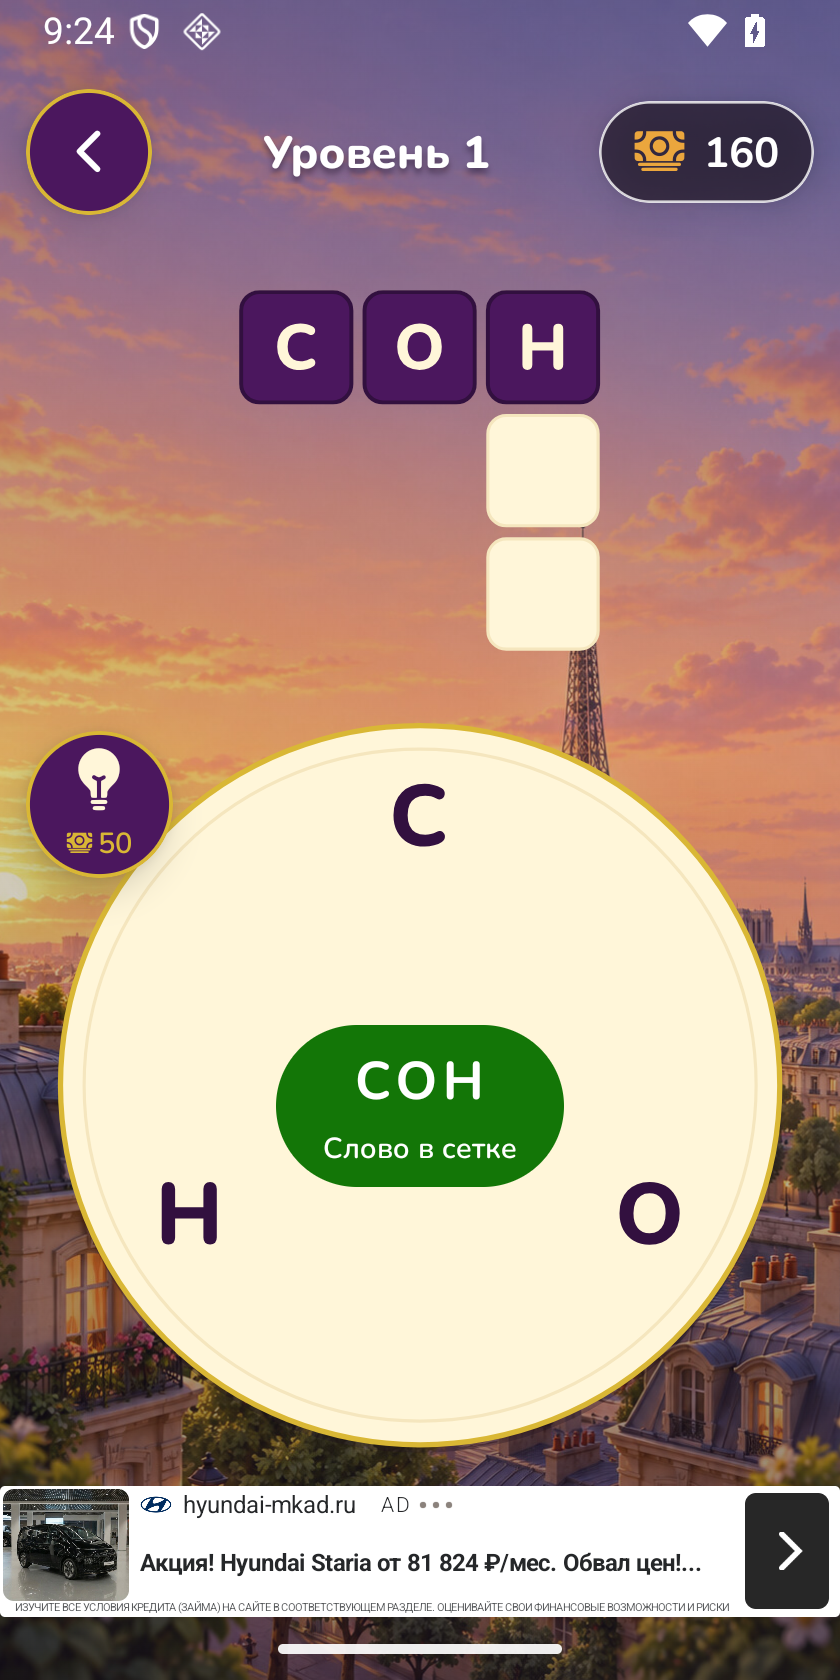 9:24
Уровень 1
160
С О Н
50
С
СОН
Слово в сетке
Н О
hyundai-mkad.ru AD
Акция! Hyundai Staria от 81 824 ₽/мес. Обвал цен!...
ИЗУЧИТЕ ВСЕ УСЛОВИЯ КРЕДИТА (ЗАЙМА) НА САЙТЕ В СООТВЕТСТВУЮЩЕМ РАЗДЕЛЕ. ОЦЕНИВАЙТЕ СВОИ ФИНАНСОВЫЕ ВОЗМОЖНОСТИ И РИСКИ